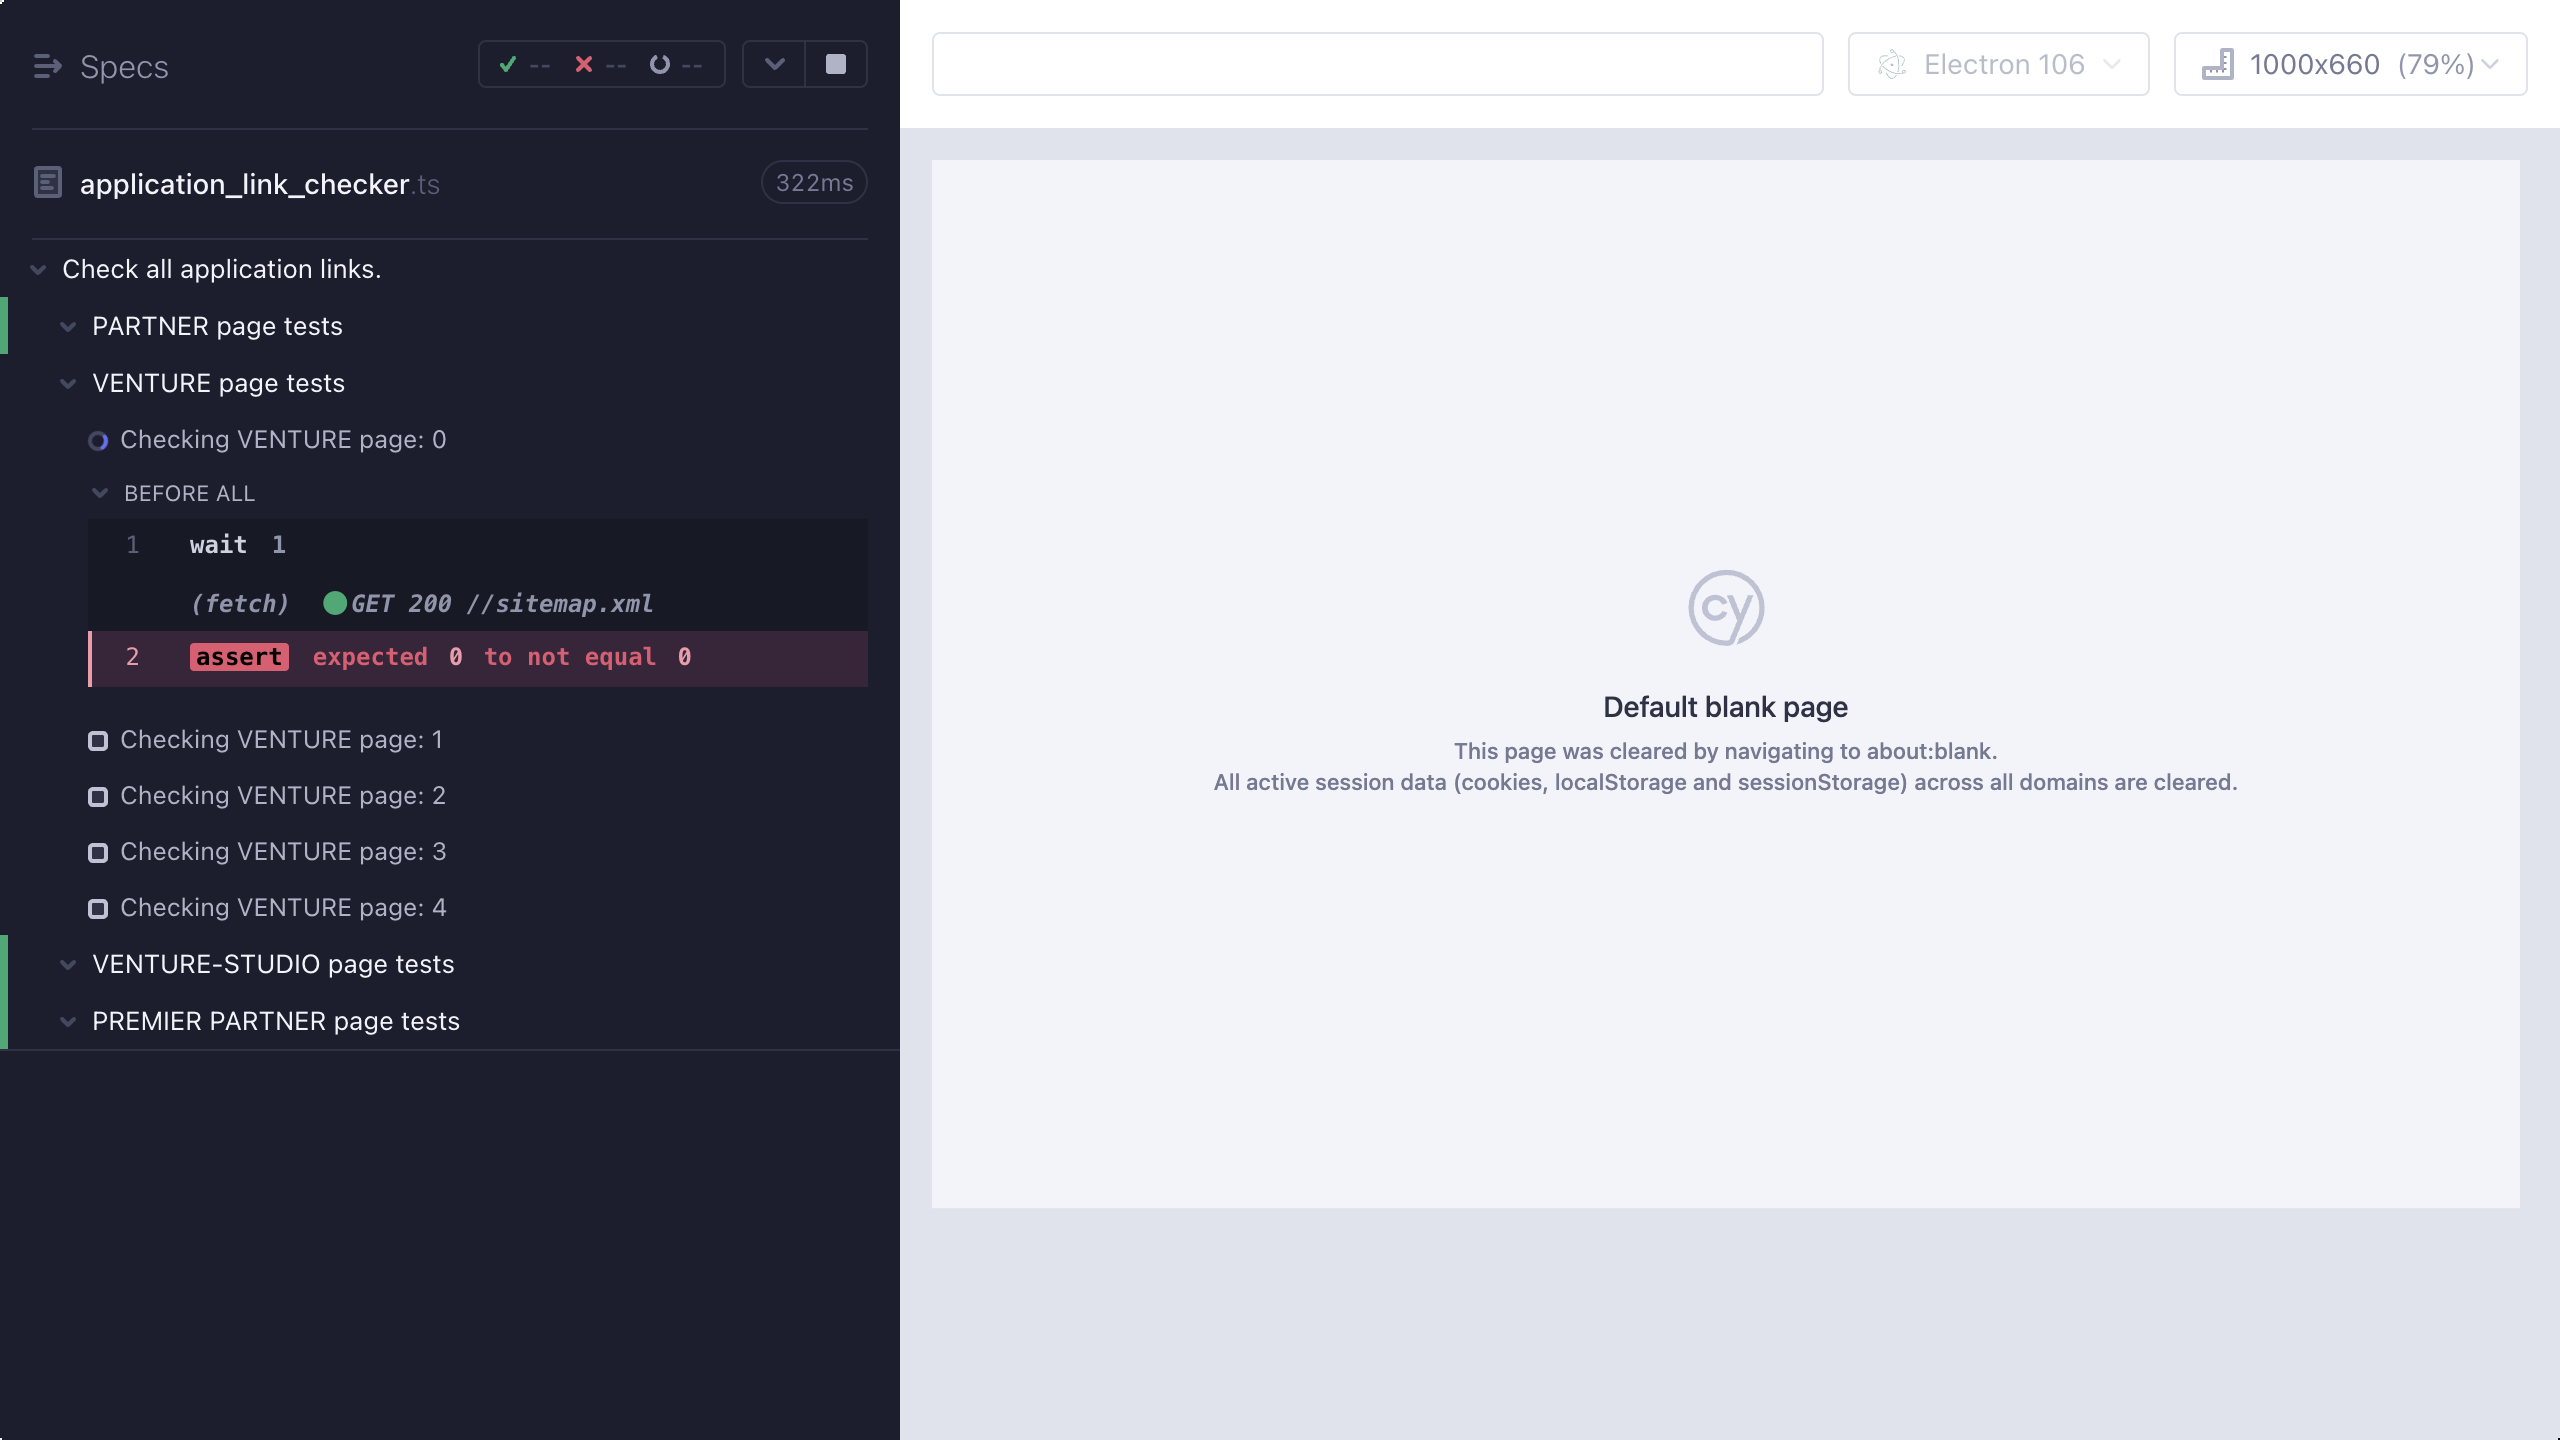 Specs
-- -- --
application_link_checker.ts
322ms
Check all application links.
PARTNER page tests
VENTURE page tests
Checking VENTURE page: 0
BEFORE ALL
1 wait 1
(fetch) GET 200 //sitemap.xml
2 assert expected 0 to not equal 0
Checking VENTURE page: 1
Checking VENTURE page: 2
Checking VENTURE page: 3
Checking VENTURE page: 4
VENTURE-STUDIO page tests
PREMIER PARTNER page tests
Electron 106
1000x660 (79%)
cy
Default blank page
This page was cleared by navigating to about:blank.
All active session data (cookies, localStorage and sessionStorage) across all domains are cleared.